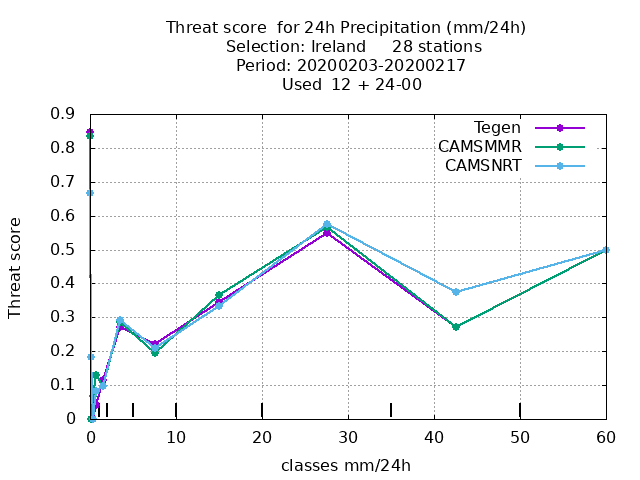 Threat score  for 24h Precipitation (mm/24h)
Selection: Ireland     28 stations
Period: 20200203-20200217
Used  12 + 24-00
Tegen
CAMSMMR
CAMSNRT
Threat score
0.9
0.8
0.7
0.6
0.5
0.4
0.3
0.2
0.1
0
0 10 20 30 40 50 60
classes mm/24h